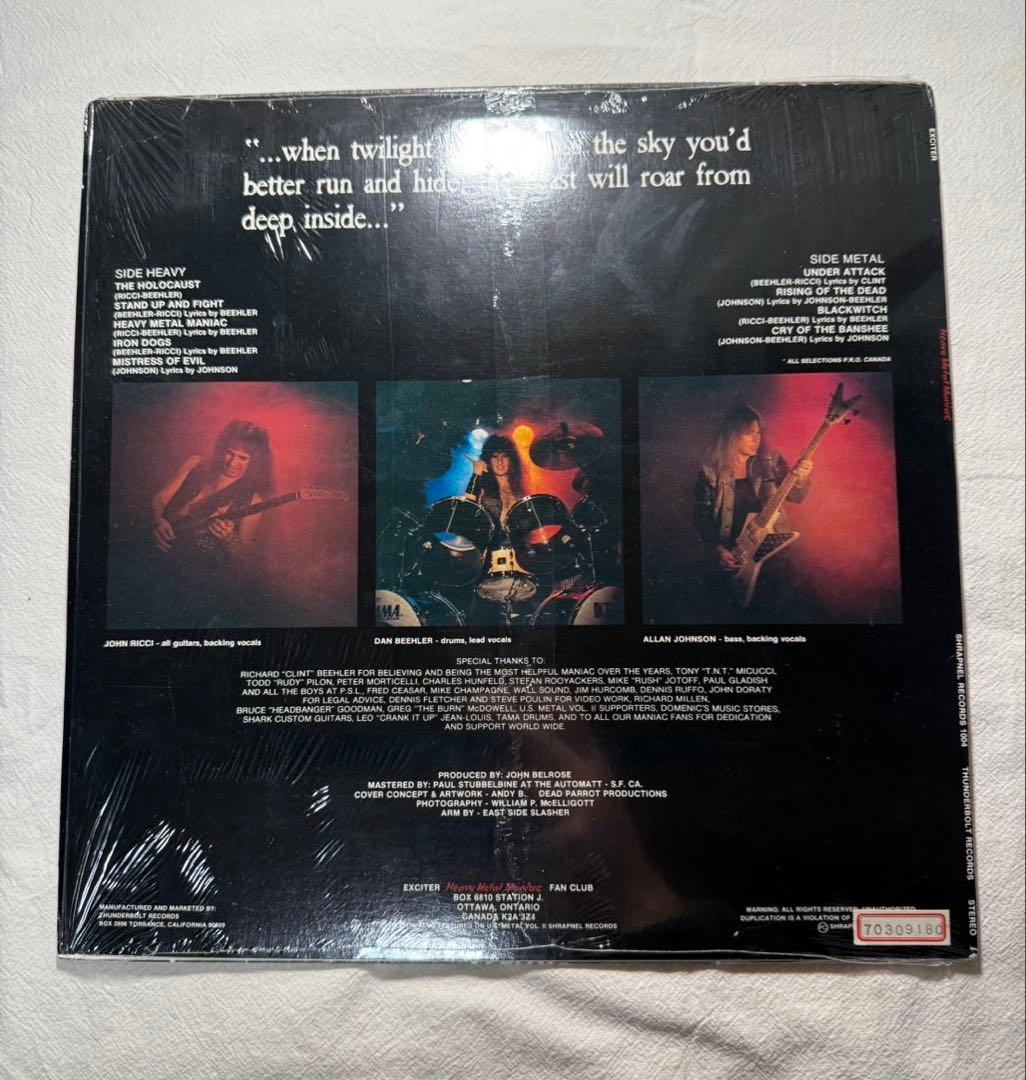 "...when twilight the sky you'd
better run and hide will roar from
deep inside..."
SIDE HEAVY
THE HOLOCAUST
(RICCI-BEEHLER)
STAND UP AND FIGHT
(BEEHLER-RICCI) Lyrics by BEEHLER
HEAVY METAL MANIAC
(RICCI-BEEHLER) Lyrics by BEEHLER
IRON DOGS
(BEEHLER-RICCI) Lyrics by BEEHLER
MISTRESS OF EVIL
(JOHNSON) Lyrics by JOHNSON
SIDE METAL
UNDER ATTACK
(BEEHLER-RICCI) Lyrics by CLINT
RISING OF THE DEAD
(JOHNSON) Lyrics by JOHNSON-BEEHLER
BLACKWITCH
(RICCI-BEEHLER) Lyrics by BEEHLER
CRY OF THE BANSHEE
(JOHNSON-BEEHLER) Lyrics by JOHNSON
* ALL SELECTIONS P.R.O. CANADA
JOHN RICCI - all guitars, backing vocals
DAN BEEHLER - drums, lead vocals
ALLAN JOHNSON - bass, backing vocals
SPECIAL THANKS TO:
RICHARD "CLINT" BEEHLER FOR BELIEVING AND BEING THE MOST HELPFUL MANIAC OVER THE YEARS, TONY "T.N.T." MICUCCI,
TODD "RUDY" PILON, PETER MORTICELLI, CHARLES HUNFELD, STEFAN ROOYACKERS, MIKE "RUSH" JOTOFF, PAUL GLADISH
AND ALL THE BOYS AT P.S.L., FRED CEASAR, MIKE CHAMPAGNE, WALL SOUND, JIM HURCOMB, DENNIS RUFFO, JOHN DORATY
FOR LEGAL ADVICE, DENNIS FLETCHER AND STEVE POULIN FOR VIDEO WORK, RICHARD MILLEN,
BRUCE "HEADBANGER" GOODMAN, GREG "THE BURN" McDOWELL, U.S. METAL VOL. II SUPPORTERS, DOMENIC'S MUSIC STORES,
SHARK CUSTOM GUITARS, LEO "CRANK IT UP" JEAN-LOUIS, TAMA DRUMS, AND TO ALL OUR MANIAC FANS FOR DEDICATION
AND SUPPORT WORLD WIDE.
PRODUCED BY: JOHN BELROSE
MASTERED BY: PAUL STUBBELBINE AT THE AUTOMATT - S.F. CA.
COVER CONCEPT & ARTWORK - ANDY B. DEAD PARROT PRODUCTIONS
PHOTOGRAPHY - WILLIAM P. McELLIGOTT
ARM BY - EAST SIDE SLASHER
EXCITER Heavy Metal Maniac FAN CLUB
BOX 6810 STATION J.
OTTAWA, ONTARIO
CANADA K2A 3Z4
FEATURED ON U.S. METAL VOL. II SHRAPNEL RECORDS
MANUFACTURED AND MARKETED BY:
THUNDERBOLT RECORDS
BOX 2896 TORRANCE, CALIFORNIA 90509
WARNING: ALL RIGHTS RESERVED. UNAUTHORIZED
DUPLICATION IS A VIOLATION OF
70309180
EXCITER
Heavy Metal Maniac
SHRAPNEL RECORDS 1004
THUNDERBOLT RECORDS
STEREO